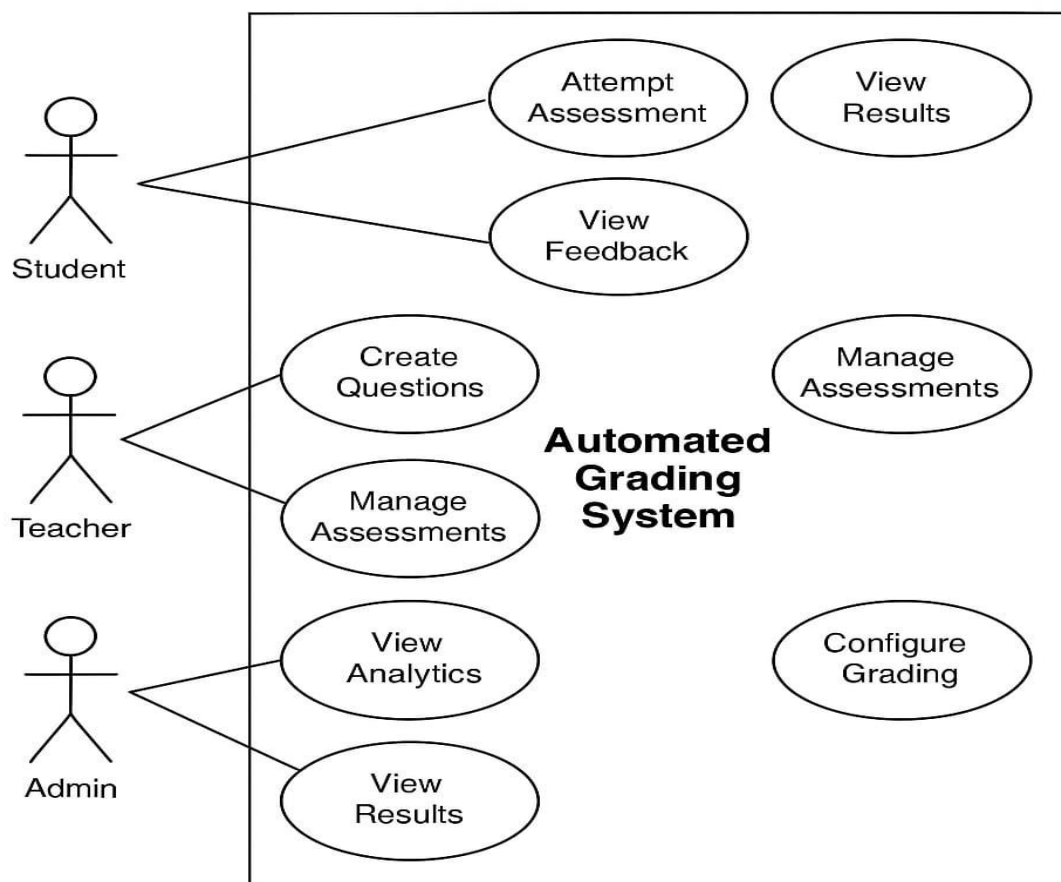 Attempt
Assessment
View
Results
Student
View
Feedback
Create
Questions
Manage
Assessments
Automated
Grading
System
Teacher
Manage
Assessments
View
Analytics
Configure
Grading
Admin
View
Results